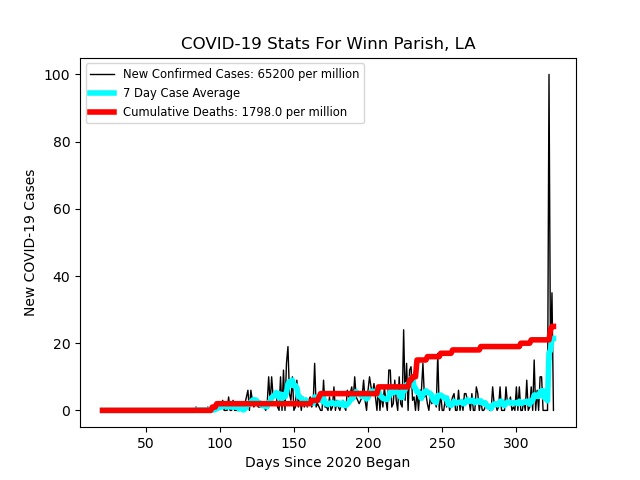 COVID-19 Stats For Winn Parish, LA
New Confirmed Cases: 65200 per million
7 Day Case Average
Cumulative Deaths: 1798.0 per million
New COVID-19 Cases
100
80
60
40
20
0
50 100 150 200 250 300
Days Since 2020 Began